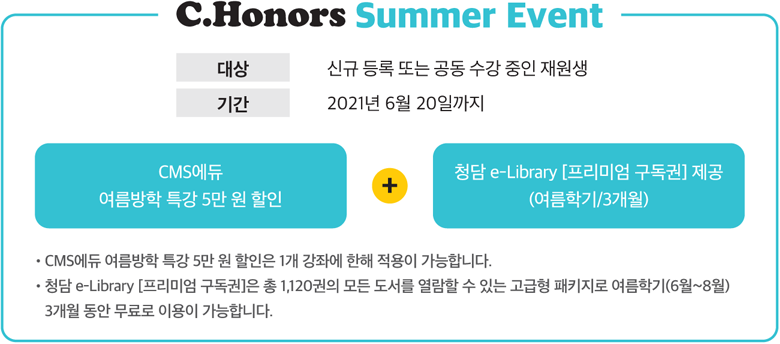 C.Honors Summer Event
대상 신규 등록 또는 공동 수강 중인 재원생
기간 2021년 6월 20일까지
CMS에듀
여름방학 특강 5만 원 할인
+
청담 e-Library [프리미엄 구독권] 제공
(여름학기/3개월)
• CMS에듀 여름방학 특강 5만 원 할인은 1개 강좌에 한해 적용이 가능합니다.
• 청담 e-Library [프리미엄 구독권]은 총 1,120권의 모든 도서를 열람할 수 있는 고급형 패키지로 여름학기(6월~8월)
3개월 동안 무료로 이용이 가능합니다.